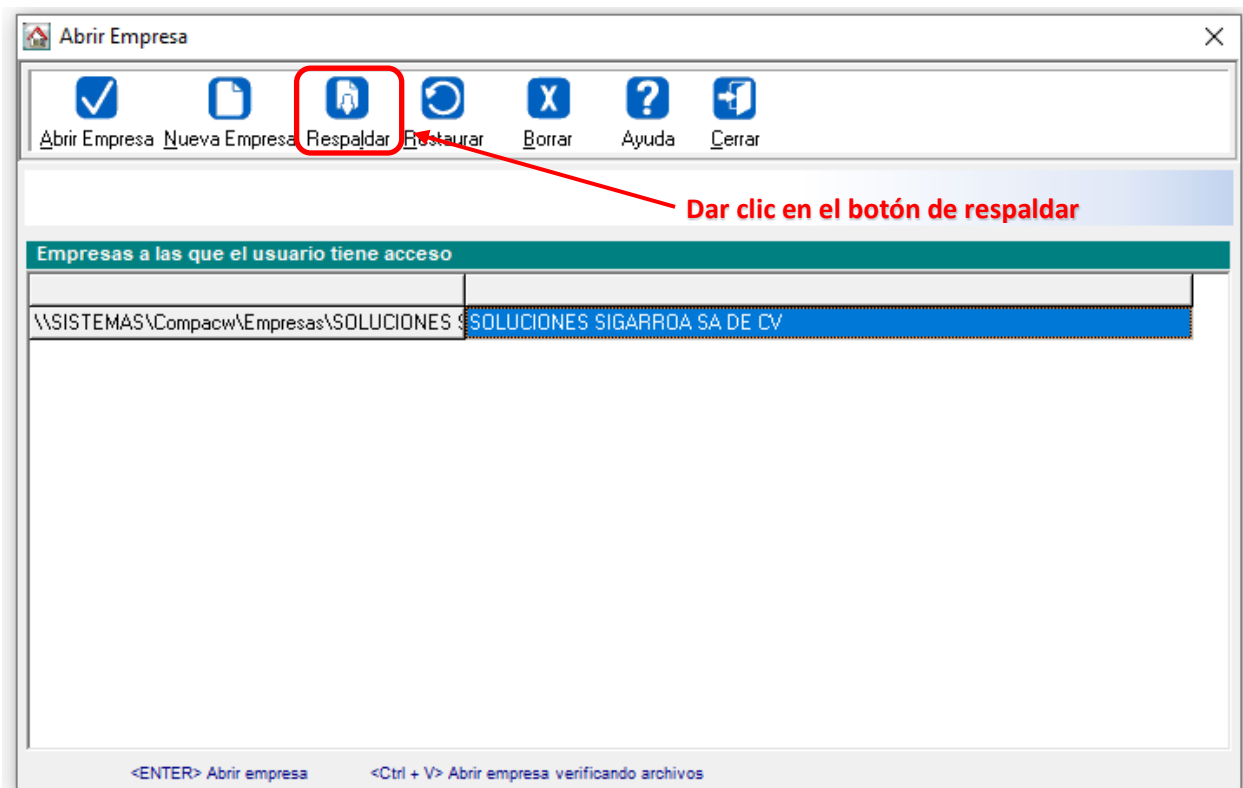 Abrir Empresa
Abrir Empresa Nueva Empresa Respaldar Restaurar Borrar Ayuda Cerrar
Dar clic en el botón de respaldar
Empresas a las que el usuario tiene acceso
\\SISTEMAS\Compacw\Empresas\SOLUCIONES S SOLUCIONES SIGARROA SA DE CV
<ENTER> Abrir empresa <Ctrl + V> Abrir empresa verificando archivos